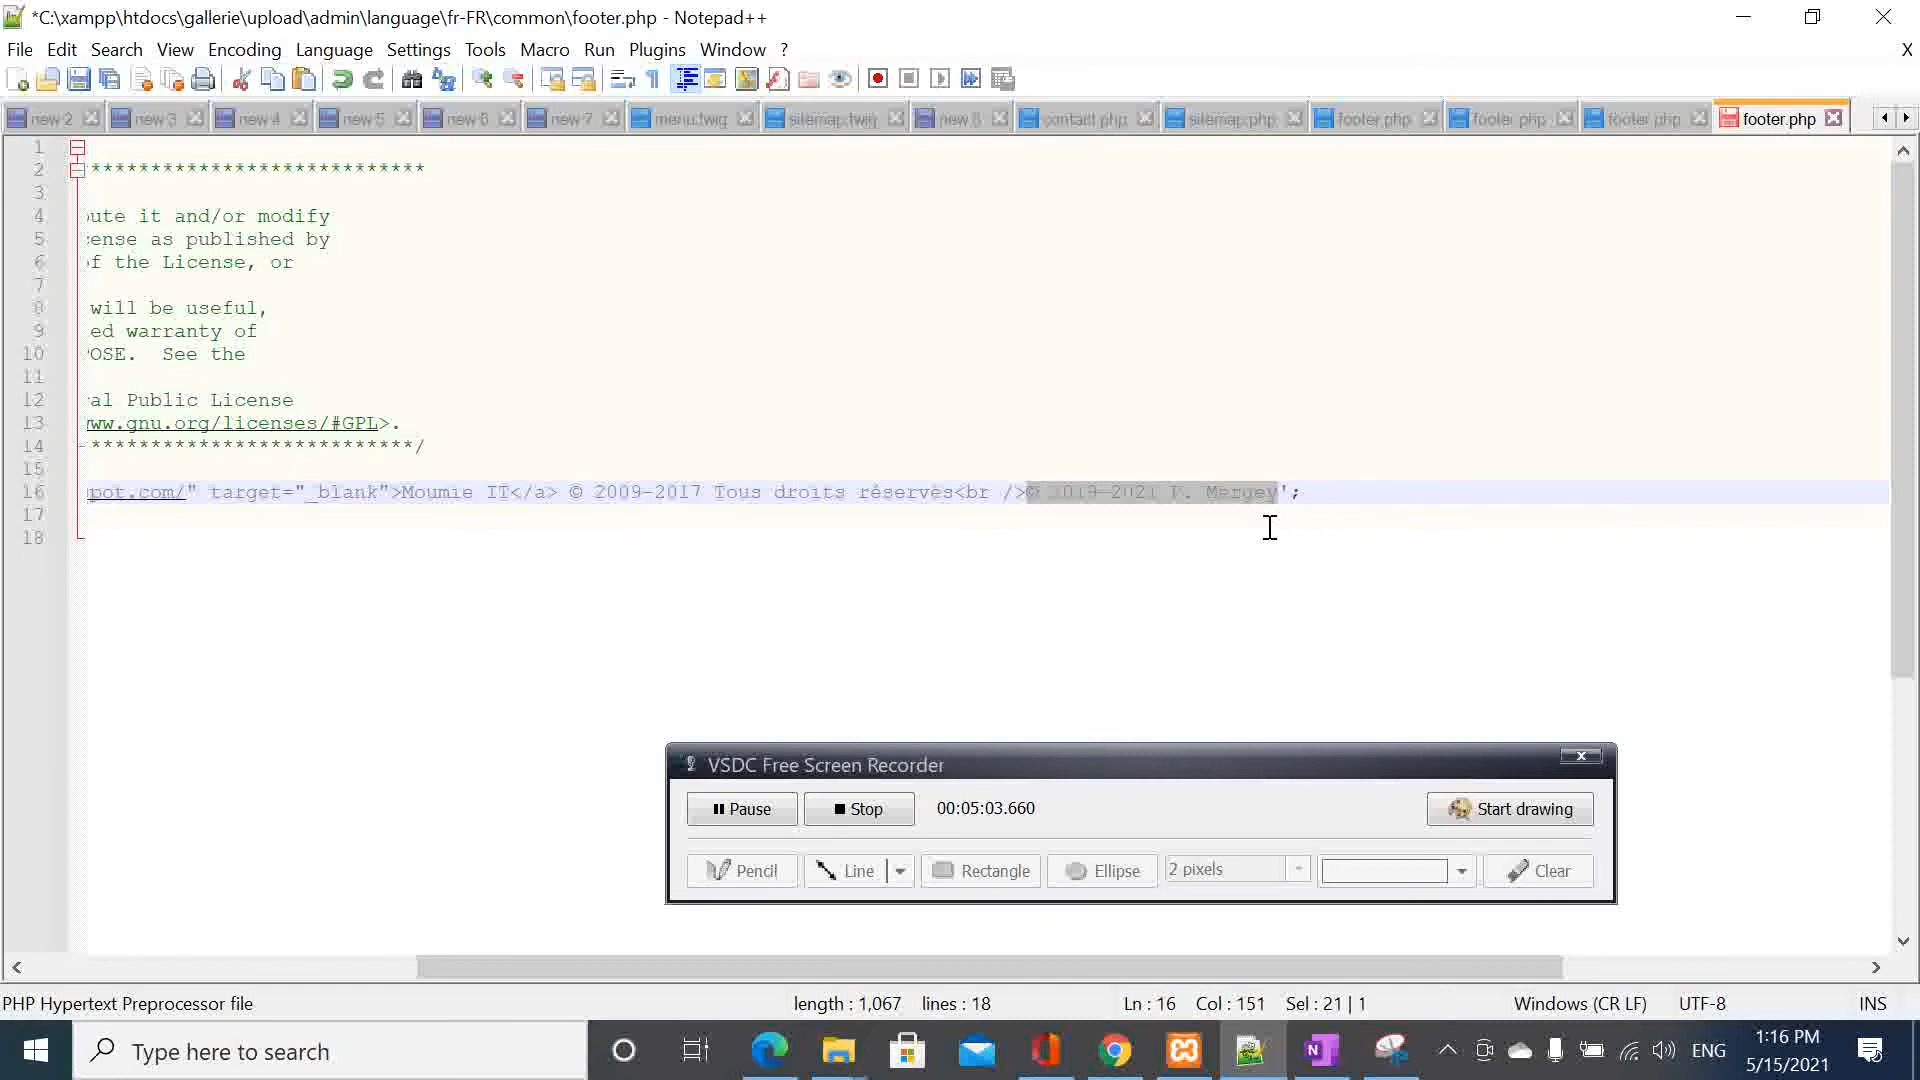 *C:\xampp\htdocs\gallerie\upload\admin\language\fr-FR\common\footer.php - Notepad++
File Edit Search View Encoding Language Settings Tools Macro Run Plugins Window ?
X
new 2 new 3 new 4 new 5 new 6 new 7 menu.twig sitemap.twig new 8 contact.php sitemap.php footer.php footer.php footer.php footer.php
1
2 ****************************
3
4 ute it and/or modify
5 ense as published by
6 f the License, or
7
8 will be useful,
9 ed warranty of
10 OSE.  See the
11
12 al Public License
13 ww.gnu.org/licenses/#GPL>.
14 ***************************/
15
16 pot.com/" target="_blank">Moumie IT</a> © 2009-2017 Tous droits réservés<br />© 2019-2021 P. Mergey';
17
18
VSDC Free Screen Recorder
Pause Stop 00:05:03.660 Start drawing
Pencil Line Rectangle Ellipse 2 pixels Clear
PHP Hypertext Preprocessor file length : 1,067 lines : 18 Ln : 16 Col : 151 Sel : 21 | 1 Windows (CR LF) UTF-8 INS
Type here to search ENG 1:16 PM
5/15/2021